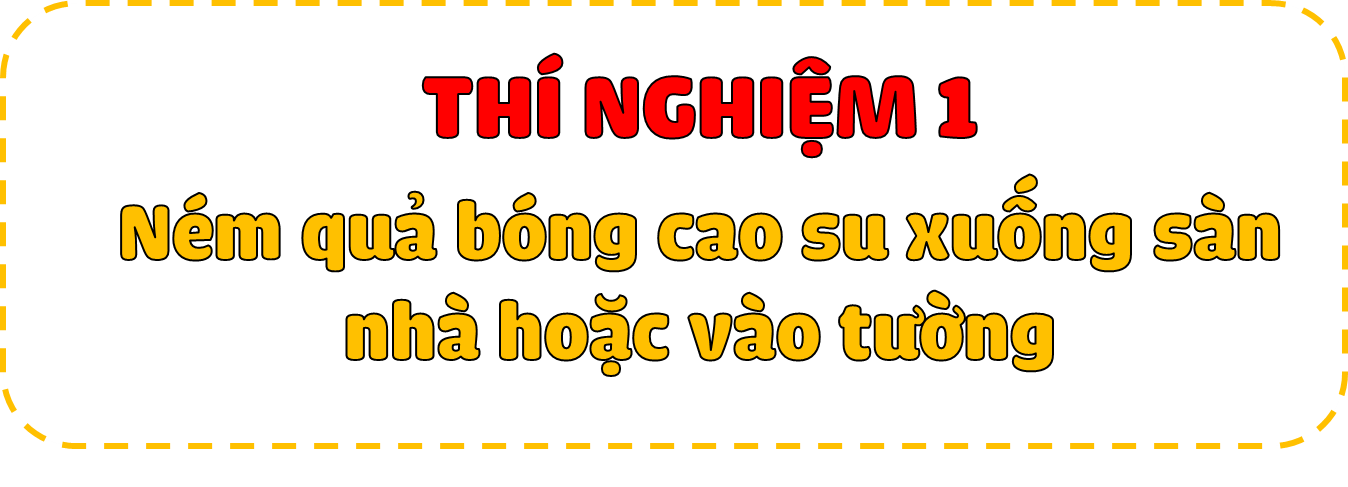 THÍ NGHIỆM 1
Ném quả bóng cao su xuống sàn
nhà hoặc vào tường